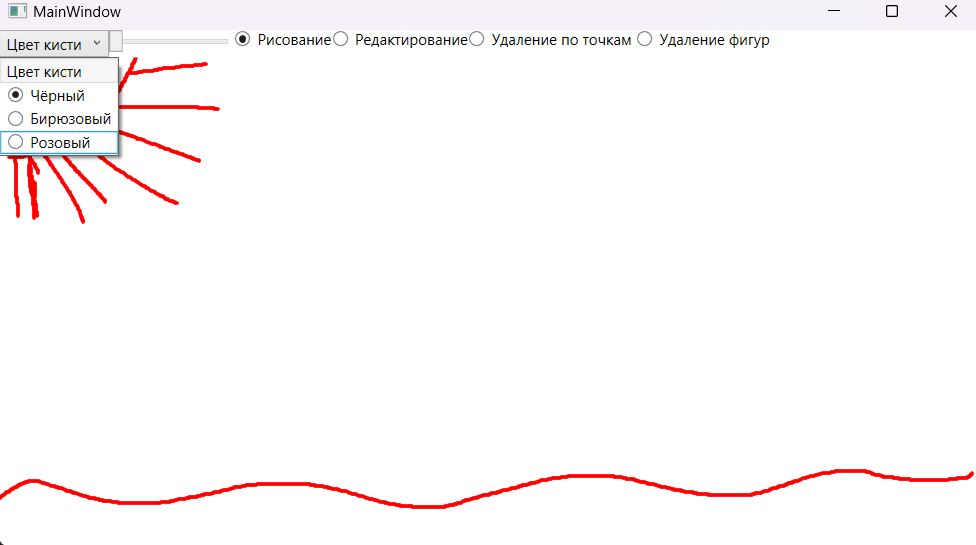 MainWindow
Цвет кисти Рисование Редактирование Удаление по точкам Удаление фигур
Цвет кисти
Чёрный
Бирюзовый
Розовый